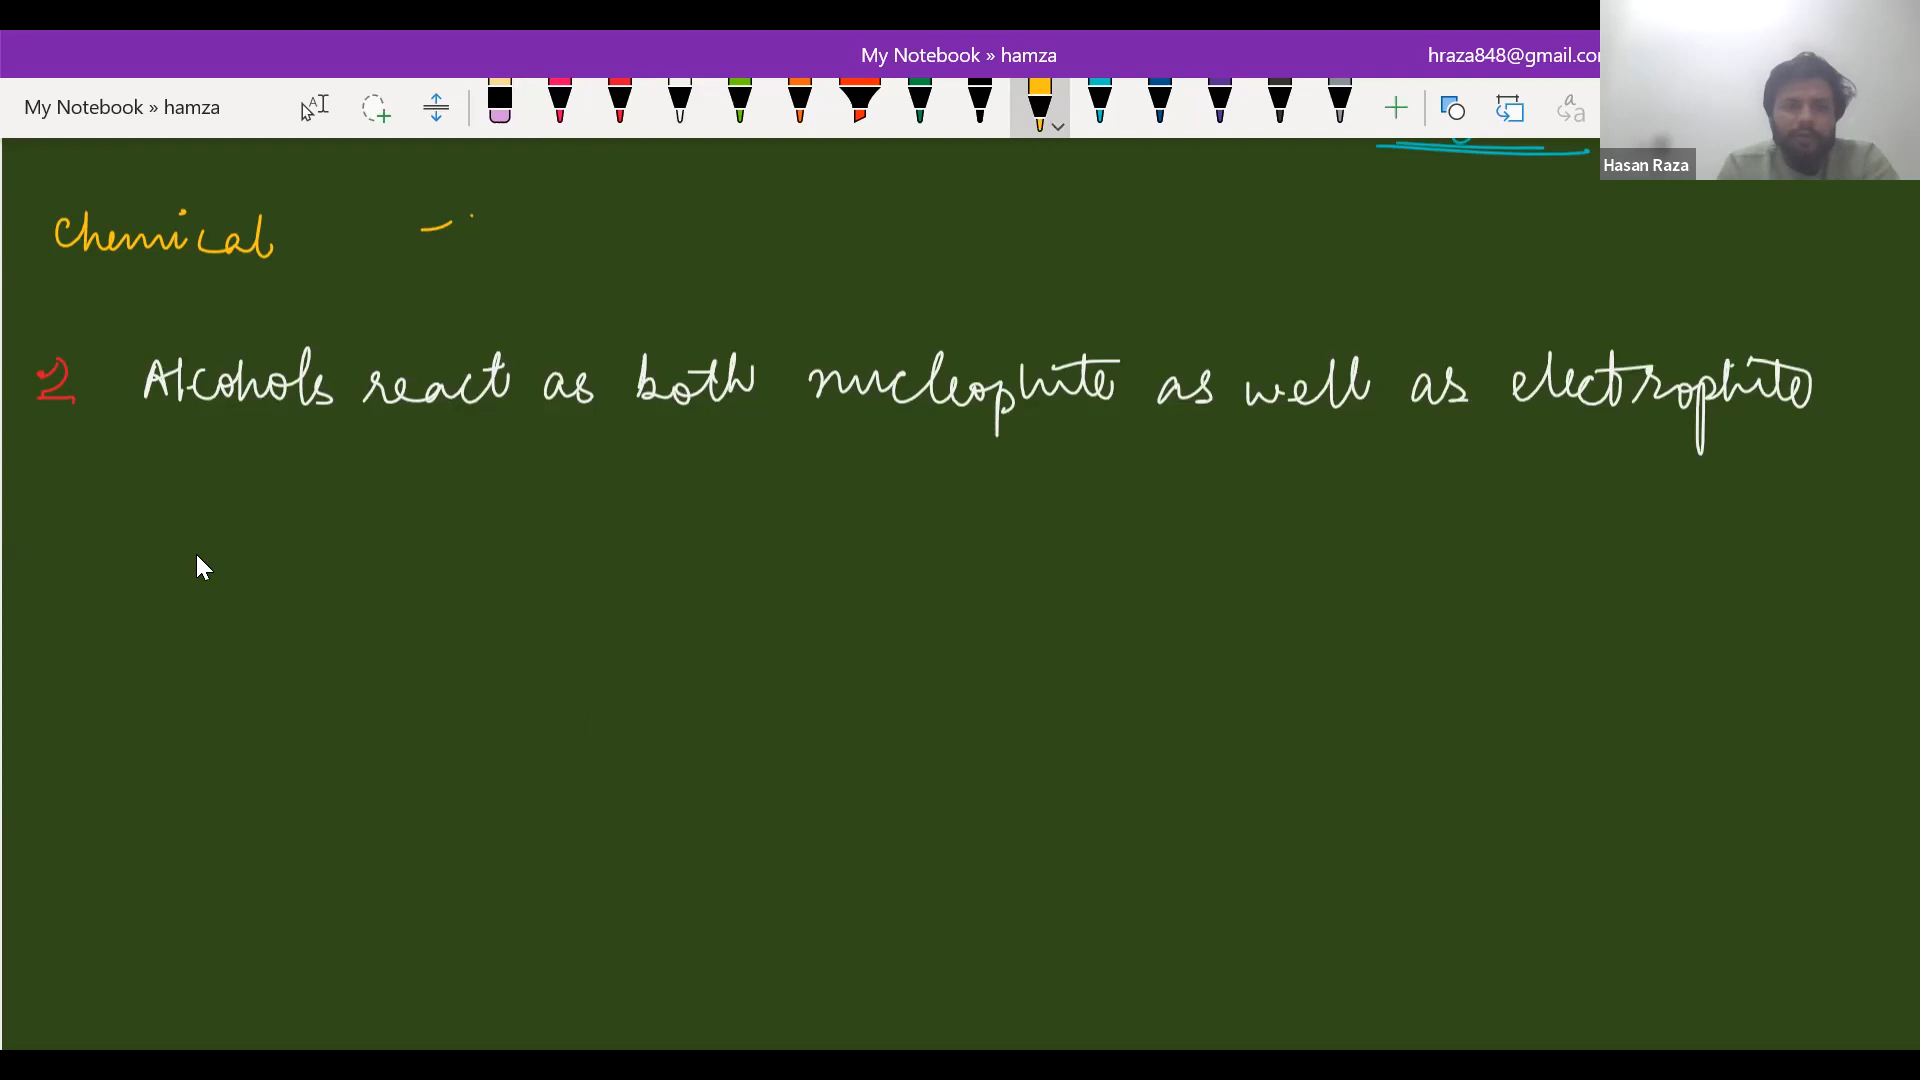 My Notebook » hamza
hraza848@gmail.co
My Notebook » hamza
Hasan Raza
Chemical
2 Alcohols react as both nucleophile as well as electrophile